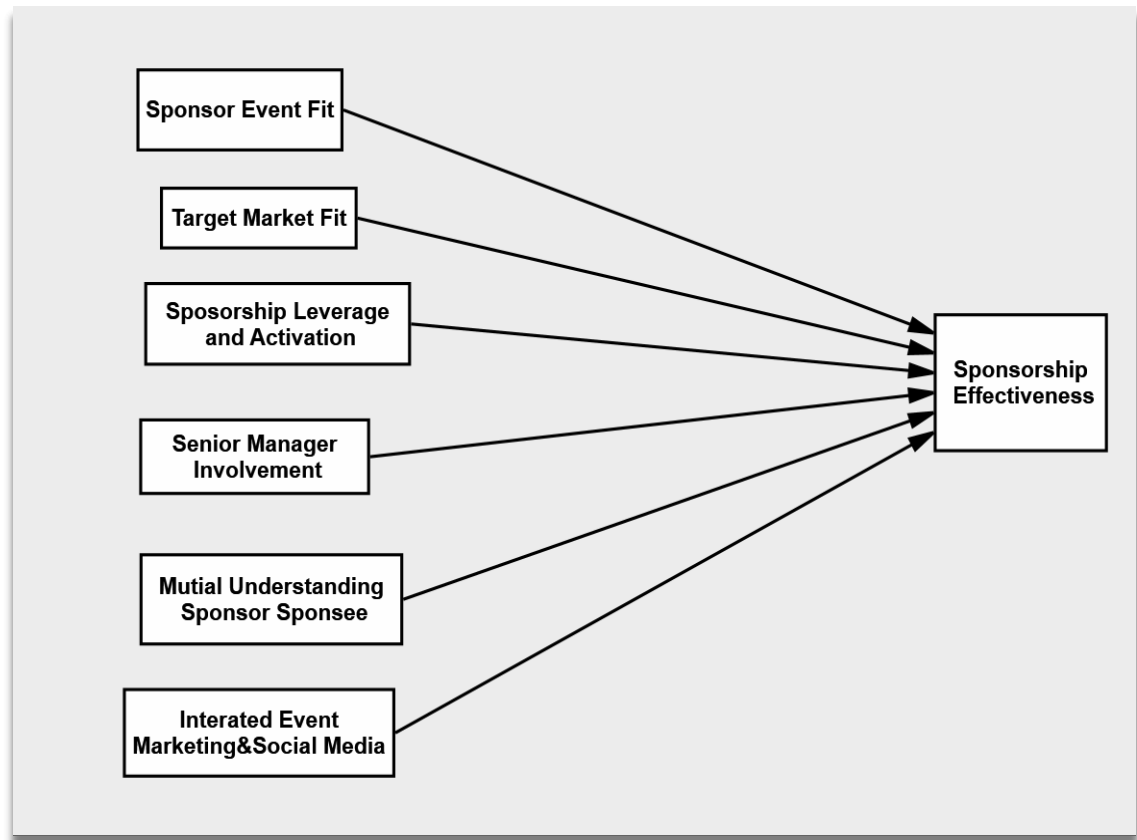 Sponsor Event Fit
Target Market Fit
Sposorship Leverage
and Activation
Senior Manager
Involvement
Mutial Understanding
Sponsor Sponsee
Interated Event
Marketing&Social Media
Sponsorship
Effectiveness